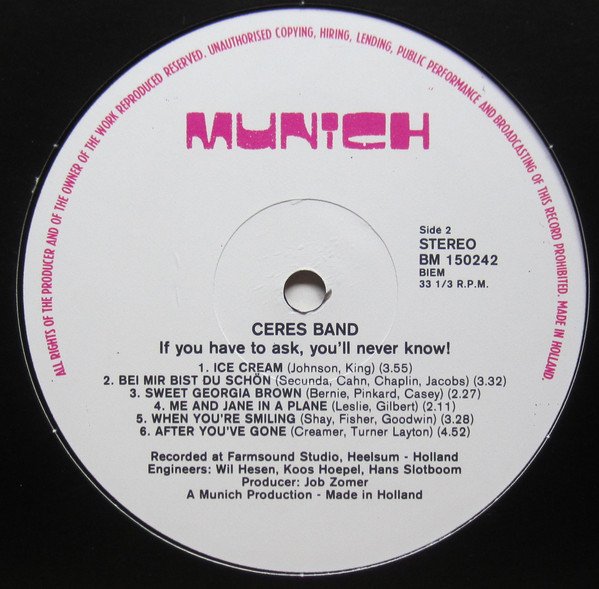 ALL RIGHTS OF THE PRODUCER AND OF THE OWNER OF THE WORK REPRODUCED RESERVED. UNAUTHORISED COPYING, HIRING, LENDING, PUBLIC PERFORMANCE AND BROADCASTING OF THIS RECORD PROHIBITED. MADE IN HOLLAND.
MUNICH
Side 2
STEREO
BM 150242
BIEM
33 1/3 R.P.M.
CERES BAND
If you have to ask, you'll never know!
1. ICE CREAM (Johnson, King) (3.55)
2. BEI MIR BIST DU SCHÖN (Secunda, Cahn, Chaplin, Jacobs) (3.32)
3. SWEET GEORGIA BROWN (Bernie, Pinkard, Casey) (2.27)
4. ME AND JANE IN A PLANE (Leslie, Gilbert) (2.11)
5. WHEN YOU'RE SMILING (Shay, Fisher, Goodwin) (3.28)
6. AFTER YOU'VE GONE (Creamer, Turner Layton) (4.52)
Recorded at Farmsound Studio, Heelsum - Holland
Engineers: Wil Hesen, Koos Hoepel, Hans Slotboom
Producer: Job Zomer
A Munich Production - Made in Holland